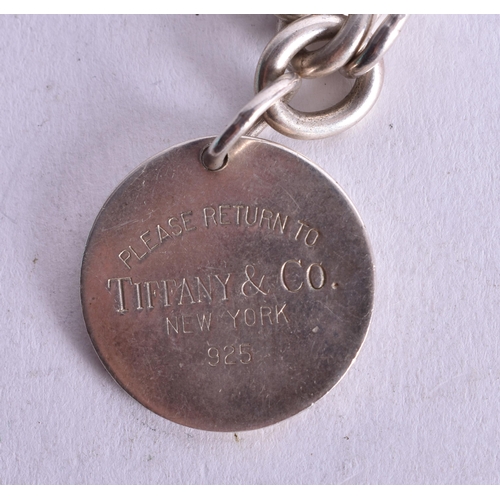 PLEASE RETURN TO
TIFFANY & CO.
NEW YORK
925